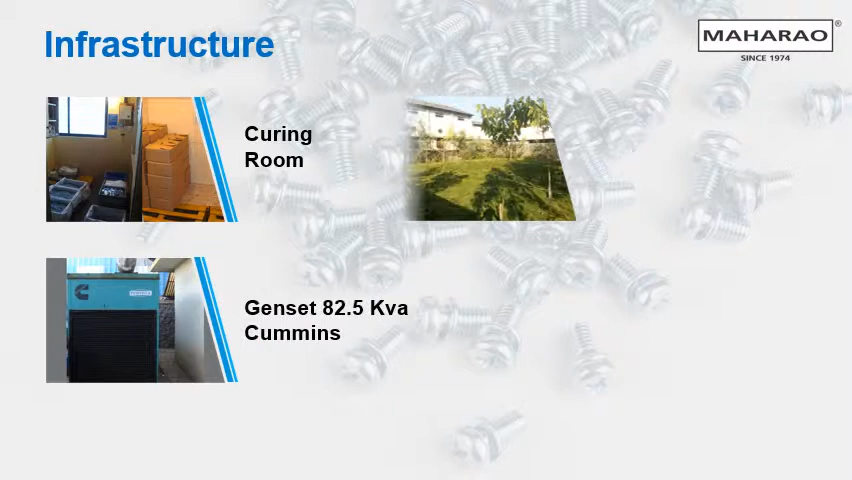 Infrastructure
MAHARAO®
SINCE 1974
Curing
Room
Genset 82.5 Kva
Cummins